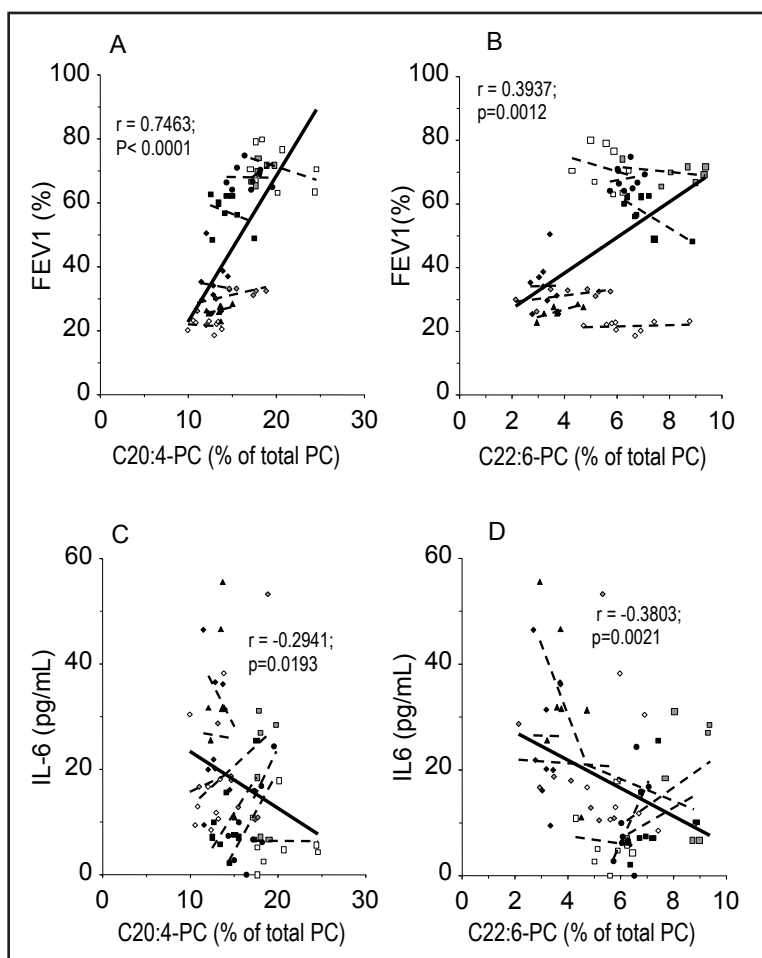 A
B
100
80
60
40
20
0
FEV1 (%)
r = 0.7463;
P< 0.0001
0
10
20
30
C20:4-PC (% of total PC)
100
80
60
40
20
0
FEV1(%)
r = 0.3937;
p=0.0012
0
2
4
6
8
10
C22:6-PC (% of total PC)
C
D
60
40
20
0
IL-6 (pg/mL)
r = -0.2941;
p=0.0193
0
10
20
30
C20:4-PC (% of total PC)
60
40
20
0
IL6 (pg/mL)
r = -0.3803;
p=0.0021
0
2
4
6
8
10
C22:6-PC (% of total PC)